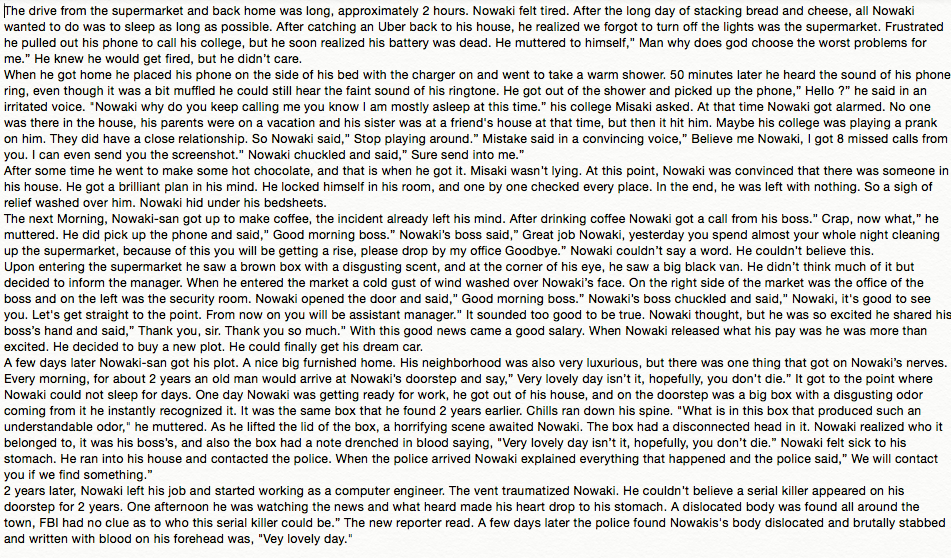 The drive from the supermarket and back home was long, approximately 2 hours. Nowaki felt tired. After the long day of stacking bread and cheese, all Nowaki
wanted to do was to sleep as long as possible. After catching an Uber back to his house, he realized we forgot to turn off the lights was the supermarket. Frustrated
he pulled out his phone to call his college, but he soon realized his battery was dead. He muttered to himself," Man why does god choose the worst problems for
me." He knew he would get fired, but he didn't care.
When he got home he placed his phone on the side of his bed with the charger on and went to take a warm shower. 50 minutes later he heard the sound of his phone
ring, even though it was a bit muffled he could still hear the faint sound of his ringtone. He got out of the shower and picked up the phone," Hello ?" he said in an
irritated voice. "Nowaki why do you keep calling me you know I am mostly asleep at this time." his college Misaki asked. At that time Nowaki got alarmed. No one
was there in the house, his parents were on a vacation and his sister was at a friend's house at that time, but then it hit him. Maybe his college was playing a prank
on him. They did have a close relationship. So Nowaki said," Stop playing around." Mistake said in a convincing voice," Believe me Nowaki, I got 8 missed calls from
you. I can even send you the screenshot." Nowaki chuckled and said," Sure send into me."
After some time he went to make some hot chocolate, and that is when he got it. Misaki wasn't lying. At this point, Nowaki was convinced that there was someone in
his house. He got a brilliant plan in his mind. He locked himself in his room, and one by one checked every place. In the end, he was left with nothing. So a sigh of
relief washed over him. Nowaki hid under his bedsheets.
The next Morning, Nowaki-san got up to make coffee, the incident already left his mind. After drinking coffee Nowaki got a call from his boss." Crap, now what," he
muttered. He did pick up the phone and said," Good morning boss." Nowaki's boss said," Great job Nowaki, yesterday you spend almost your whole night cleaning
up the supermarket, because of this you will be getting a rise, please drop by my office Goodbye." Nowaki couldn't say a word. He couldn't believe this.
Upon entering the supermarket he saw a brown box with a disgusting scent, and at the corner of his eye, he saw a big black van. He didn't think much of it but
decided to inform the manager. When he entered the market a cold gust of wind washed over Nowaki's face. On the right side of the market was the office of the
boss and on the left was the security room. Nowaki opened the door and said," Good morning boss." Nowaki's boss chuckled and said," Nowaki, it's good to see
you. Let's get straight to the point. From now on you will be assistant manager." It sounded too good to be true. Nowaki thought, but he was so excited he shared his
boss's hand and said," Thank you, sir. Thank you so much." With this good news came a good salary. When Nowaki released what his pay was he was more than
excited. He decided to buy a new plot. He could finally get his dream car.
A few days later Nowaki-san got his plot. A nice big furnished home. His neighborhood was also very luxurious, but there was one thing that got on Nowaki's nerves.
Every morning, for about 2 years an old man would arrive at Nowaki's doorstep and say," Very lovely day isn't it, hopefully, you don't die." It got to the point where
Nowaki could not sleep for days. One day Nowaki was getting ready for work, he got out of his house, and on the doorstep was a big box with a disgusting odor
coming from it he instantly recognized it. It was the same box that he found 2 years earlier. Chills ran down his spine. "What is in this box that produced such an
understandable odor," he muttered. As he lifted the lid of the box, a horrifying scene awaited Nowaki. The box had a disconnected head in it. Nowaki realized who it
belonged to, it was his boss's, and also the box had a note drenched in blood saying, "Very lovely day isn't it, hopefully, you don't die." Nowaki felt sick to his
stomach. He ran into his house and contacted the police. When the police arrived Nowaki explained everything that happened and the police said," We will contact
you if we find something."
2 years later, Nowaki left his job and started working as a computer engineer. The vent traumatized Nowaki. He couldn't believe a serial killer appeared on his
doorstep for 2 years. One afternoon he was watching the news and what heard made his heart drop to his stomach. A dislocated body was found all around the
town, FBI had no clue as to who this serial killer could be." The new reporter read. A few days later the police found Nowakis's body dislocated and brutally stabbed
and written with blood on his forehead was, "Vey lovely day."